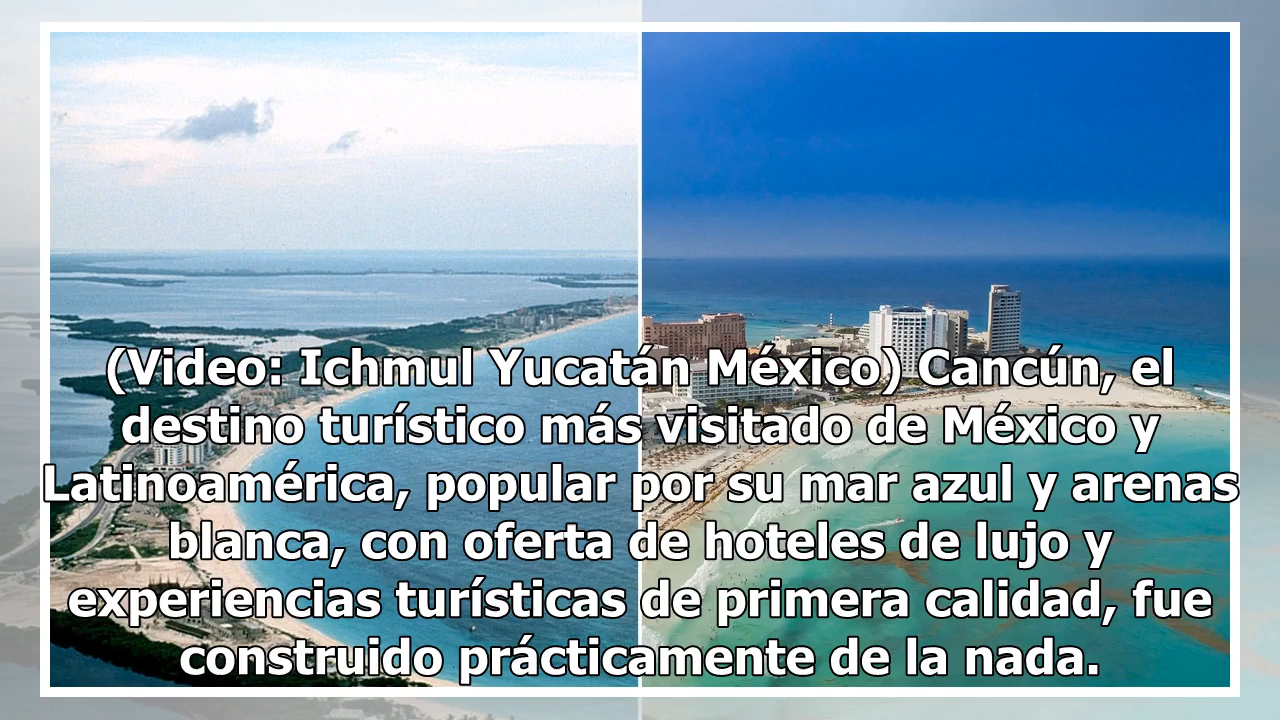 (Video: Ichmul Yucatán México) Cancún, el
destino turístico más visitado de México y
Latinoamérica, popular por su mar azul y arenas
blanca, con oferta de hoteles de lujo y
experiencias turísticas de primera calidad, fue
construido prácticamente de la nada.